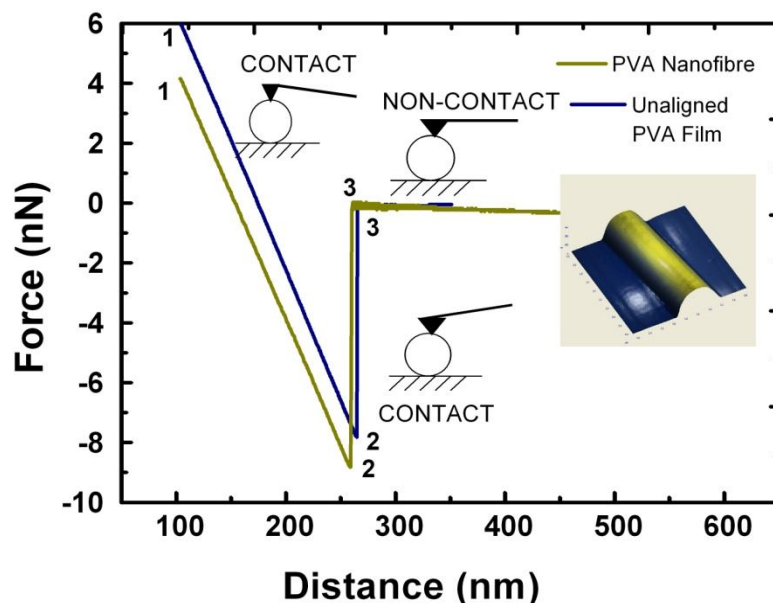 6
4
2
0
-2
-4
-6
-8
-10
Force (nN)
1
1
CONTACT
NON-CONTACT
PVA Nanofibre
Unaligned
PVA Film
3
3
CONTACT
2
2
100 200 300 400 500 600
Distance (nm)